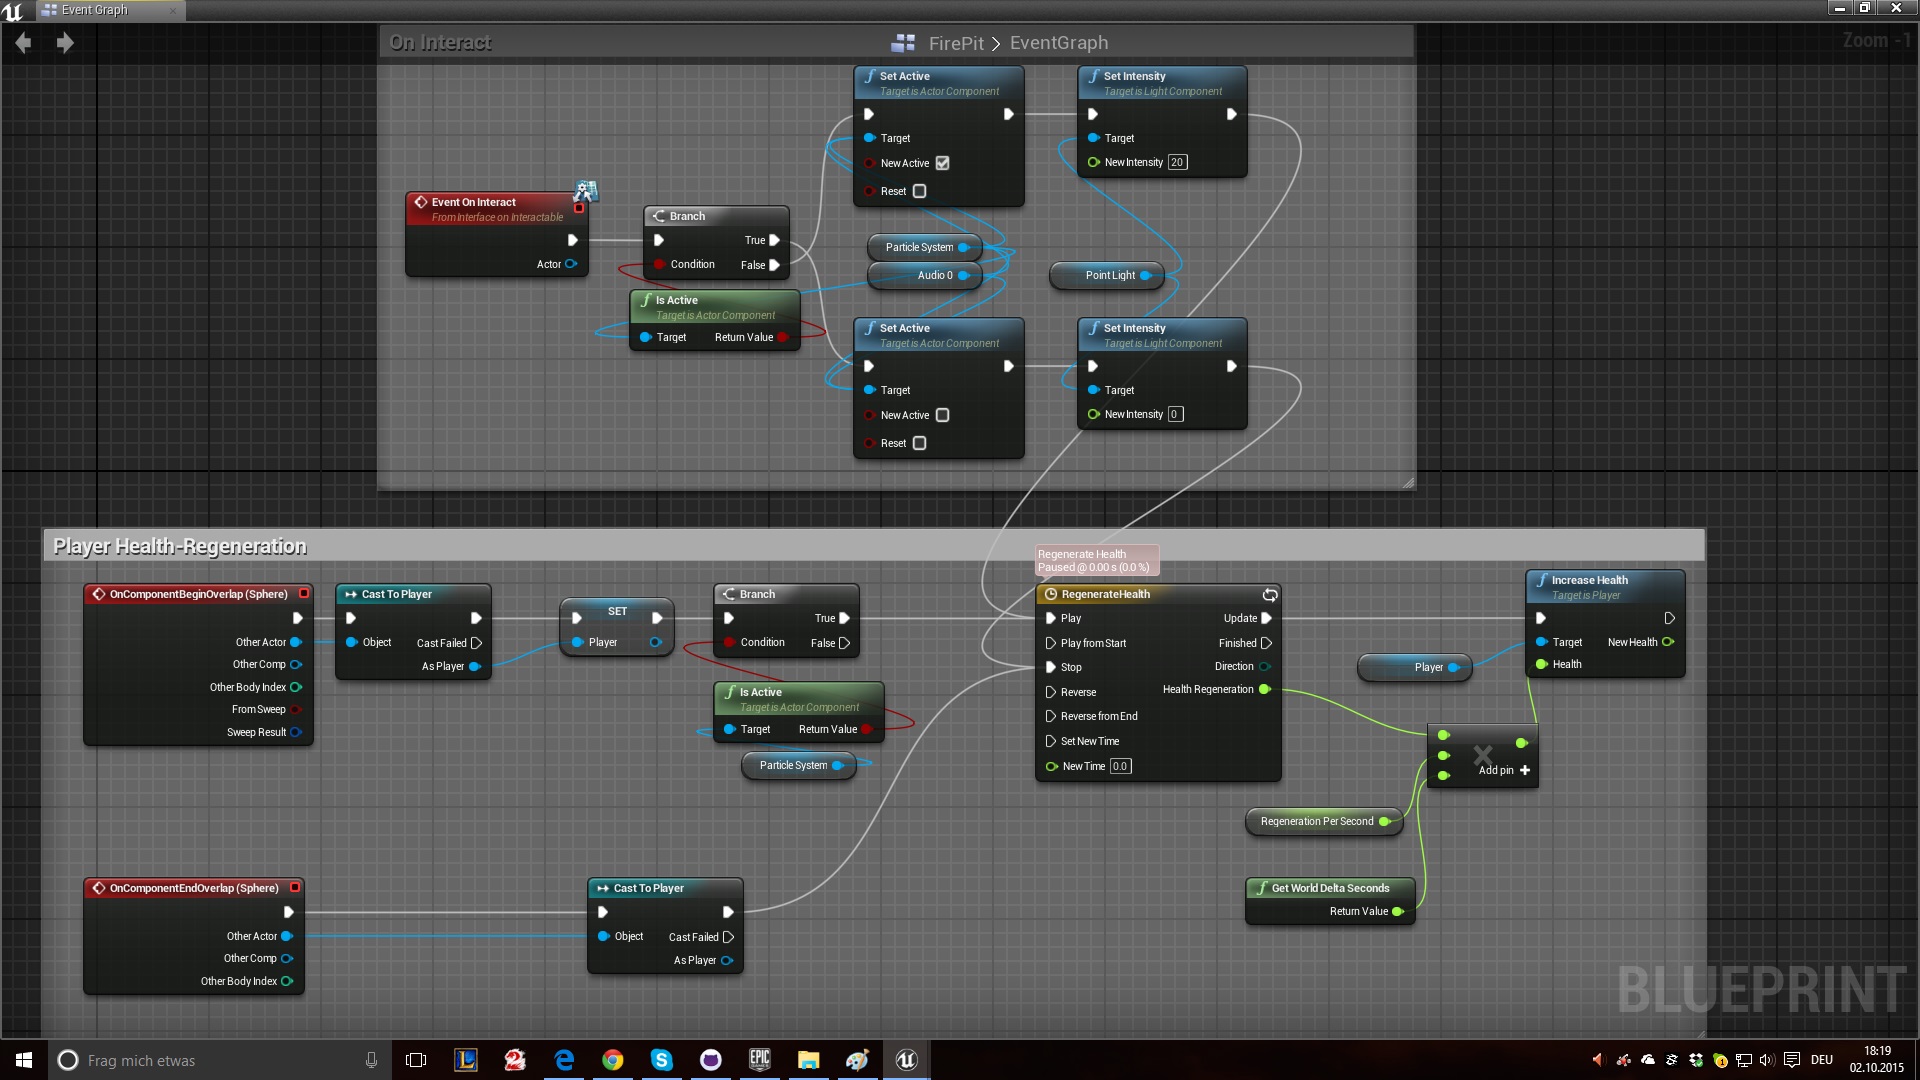 Event Graph
On Interact
FirePit > EventGraph
Zoom -1
Set Active
Target is Actor Component
Target
New Active
Reset
Set Intensity
Target is Light Component
Target
New Intensity 20
Event On Interact
From Interface on Interactable
Actor
Branch
True
Condition
False
Is Active
Target is Actor Component
Target
Return Value
Particle System
Audio 0
Point Light
Set Active
Target is Actor Component
Target
New Active
Reset
Set Intensity
Target is Light Component
Target
New Intensity 0
Player Health-Regeneration
OnComponentBeginOverlap (Sphere)
Other Actor
Other Comp
Other Body Index
From Sweep
Sweep Result
Cast To Player
Object
Cast Failed
As Player
SET
Player
Branch
True
Condition
False
Is Active
Target is Actor Component
Target
Return Value
Particle System
Regenerate Health
Paused @ 0.00 s (0.0 %)
RegenerateHealth
Play
Update
Play from Start
Finished
Stop
Direction
Reverse
Health Regeneration
Reverse from End
Set New Time
New Time 0.0
Increase Health
Target is Player
Target
New Health
Health
Player
Add pin
Regeneration Per Second
Get World Delta Seconds
Return Value
OnComponentEndOverlap (Sphere)
Other Actor
Other Comp
Other Body Index
Cast To Player
Object
Cast Failed
As Player
BLUEPRINT
Frag mich etwas
EPIC
DEU
18:19
02.10.2015